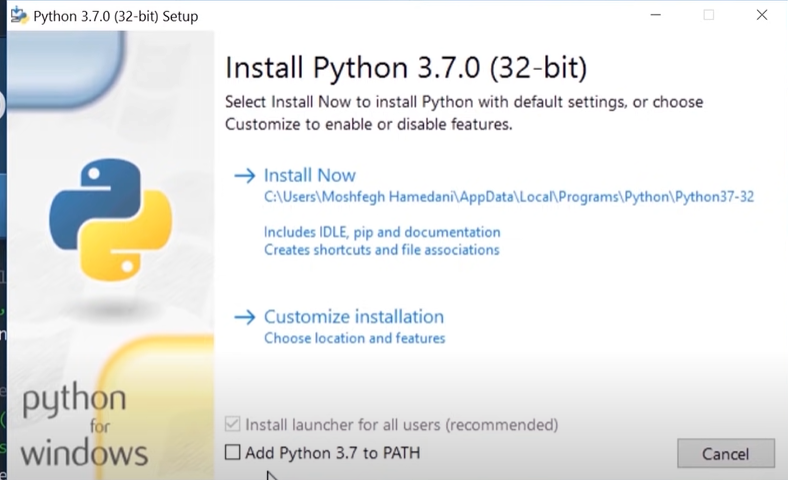 Python 3.7.0 (32-bit) Setup
Install Python 3.7.0 (32-bit)
Select Install Now to install Python with default settings, or choose
Customize to enable or disable features.
Install Now
C:\Users\Moshfegh Hamedani\AppData\Local\Programs\Python\Python37-32
Includes IDLE, pip and documentation
Creates shortcuts and file associations
Customize installation
Choose location and features
python
for
windows
Install launcher for all users (recommended)
Add Python 3.7 to PATH
Cancel